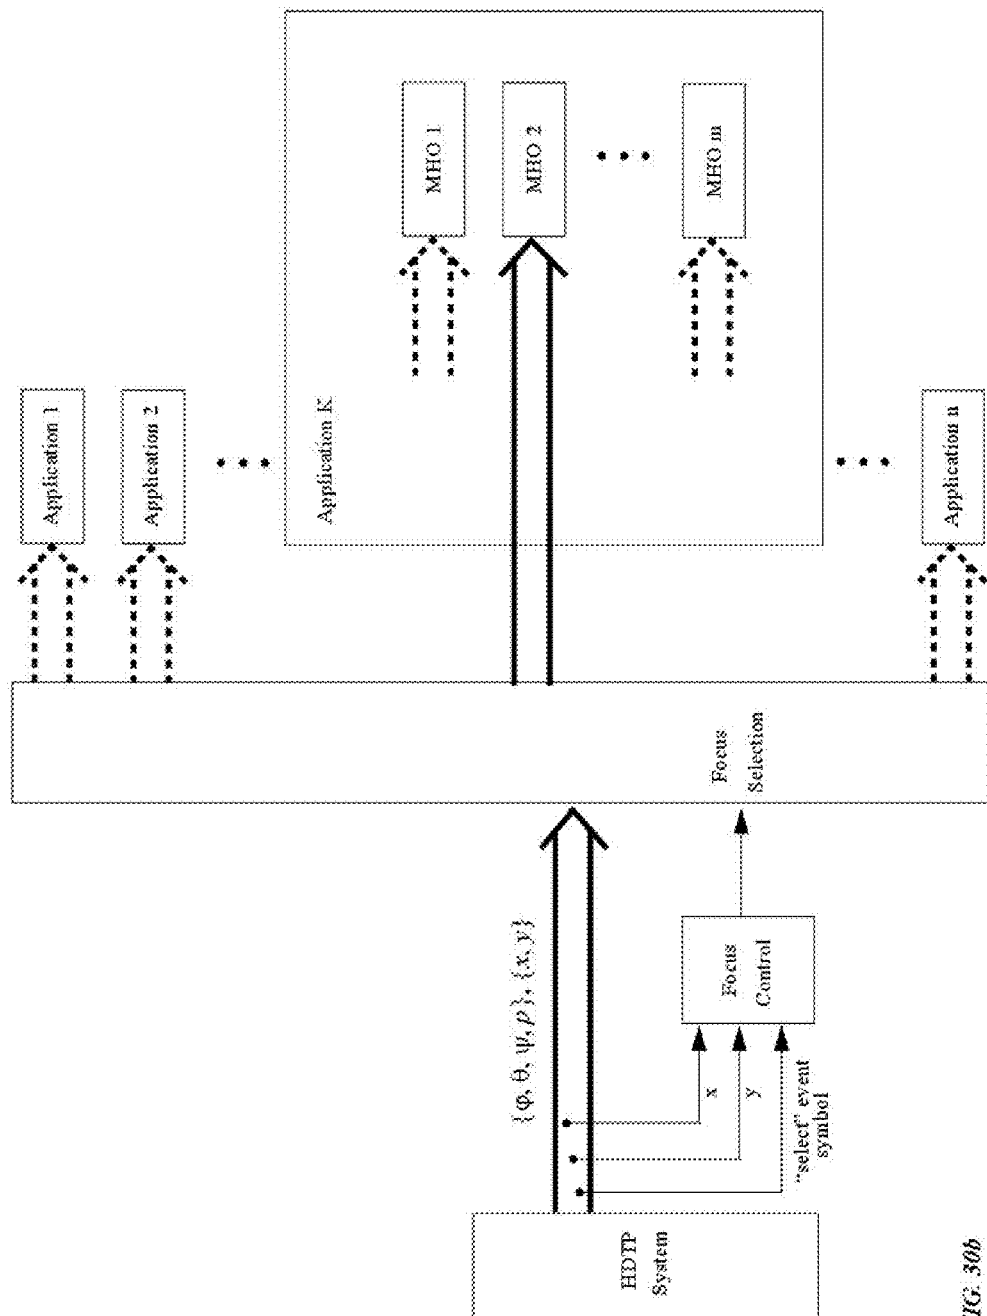 HDTP
System
{φ, θ, ψ, p}, {x, y}
x
y
"select" event
symbol
Focus
Control
Focus
Selection
Application 1
Application 2
Application K
MHO 1
MHO 2
MHO m
Application n
IG. 30b